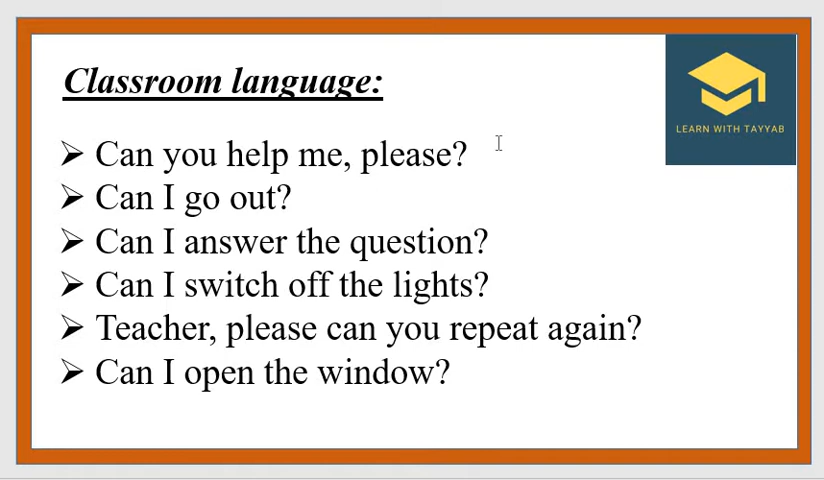 Classroom language:
LEARN WITH TAYYAB
➢ Can you help me, please?
➢ Can I go out?
➢ Can I answer the question?
➢ Can I switch off the lights?
➢ Teacher, please can you repeat again?
➢ Can I open the window?